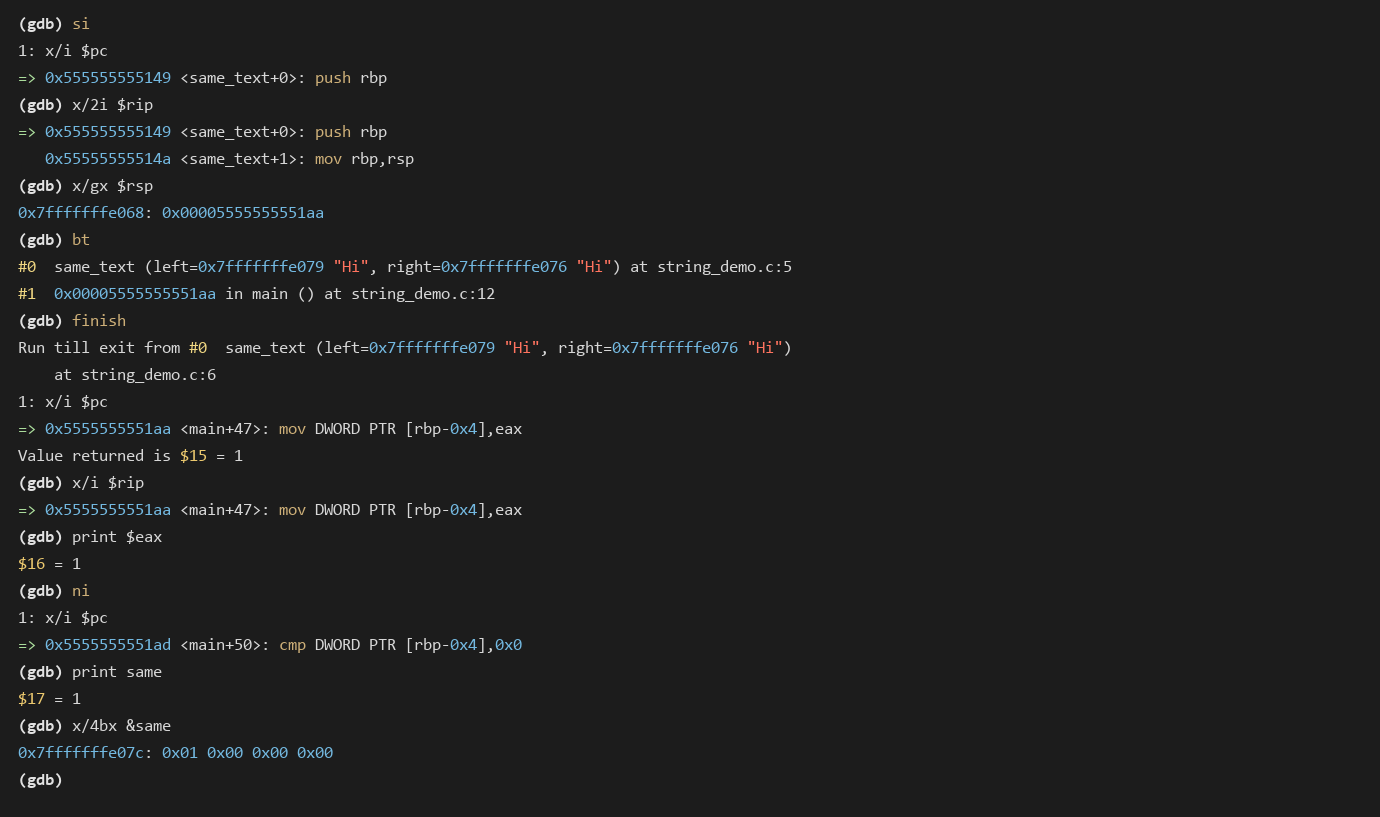 (gdb) si
1: x/i $pc
=> 0x555555555149 <same_text+0>: push rbp
(gdb) x/2i $rip
=> 0x555555555149 <same_text+0>: push rbp
   0x55555555514a <same_text+1>: mov rbp,rsp
(gdb) x/gx $rsp
0x7fffffffe068: 0x00005555555551aa
(gdb) bt
#0  same_text (left=0x7fffffffe079 "Hi", right=0x7fffffffe076 "Hi") at string_demo.c:5
#1  0x00005555555551aa in main () at string_demo.c:12
(gdb) finish
Run till exit from #0  same_text (left=0x7fffffffe079 "Hi", right=0x7fffffffe076 "Hi")
    at string_demo.c:6
1: x/i $pc
=> 0x5555555551aa <main+47>: mov DWORD PTR [rbp-0x4],eax
Value returned is $15 = 1
(gdb) x/i $rip
=> 0x5555555551aa <main+47>: mov DWORD PTR [rbp-0x4],eax
(gdb) print $eax
$16 = 1
(gdb) ni
1: x/i $pc
=> 0x5555555551ad <main+50>: cmp DWORD PTR [rbp-0x4],0x0
(gdb) print same
$17 = 1
(gdb) x/4bx &same
0x7fffffffe07c: 0x01 0x00 0x00 0x00
(gdb)